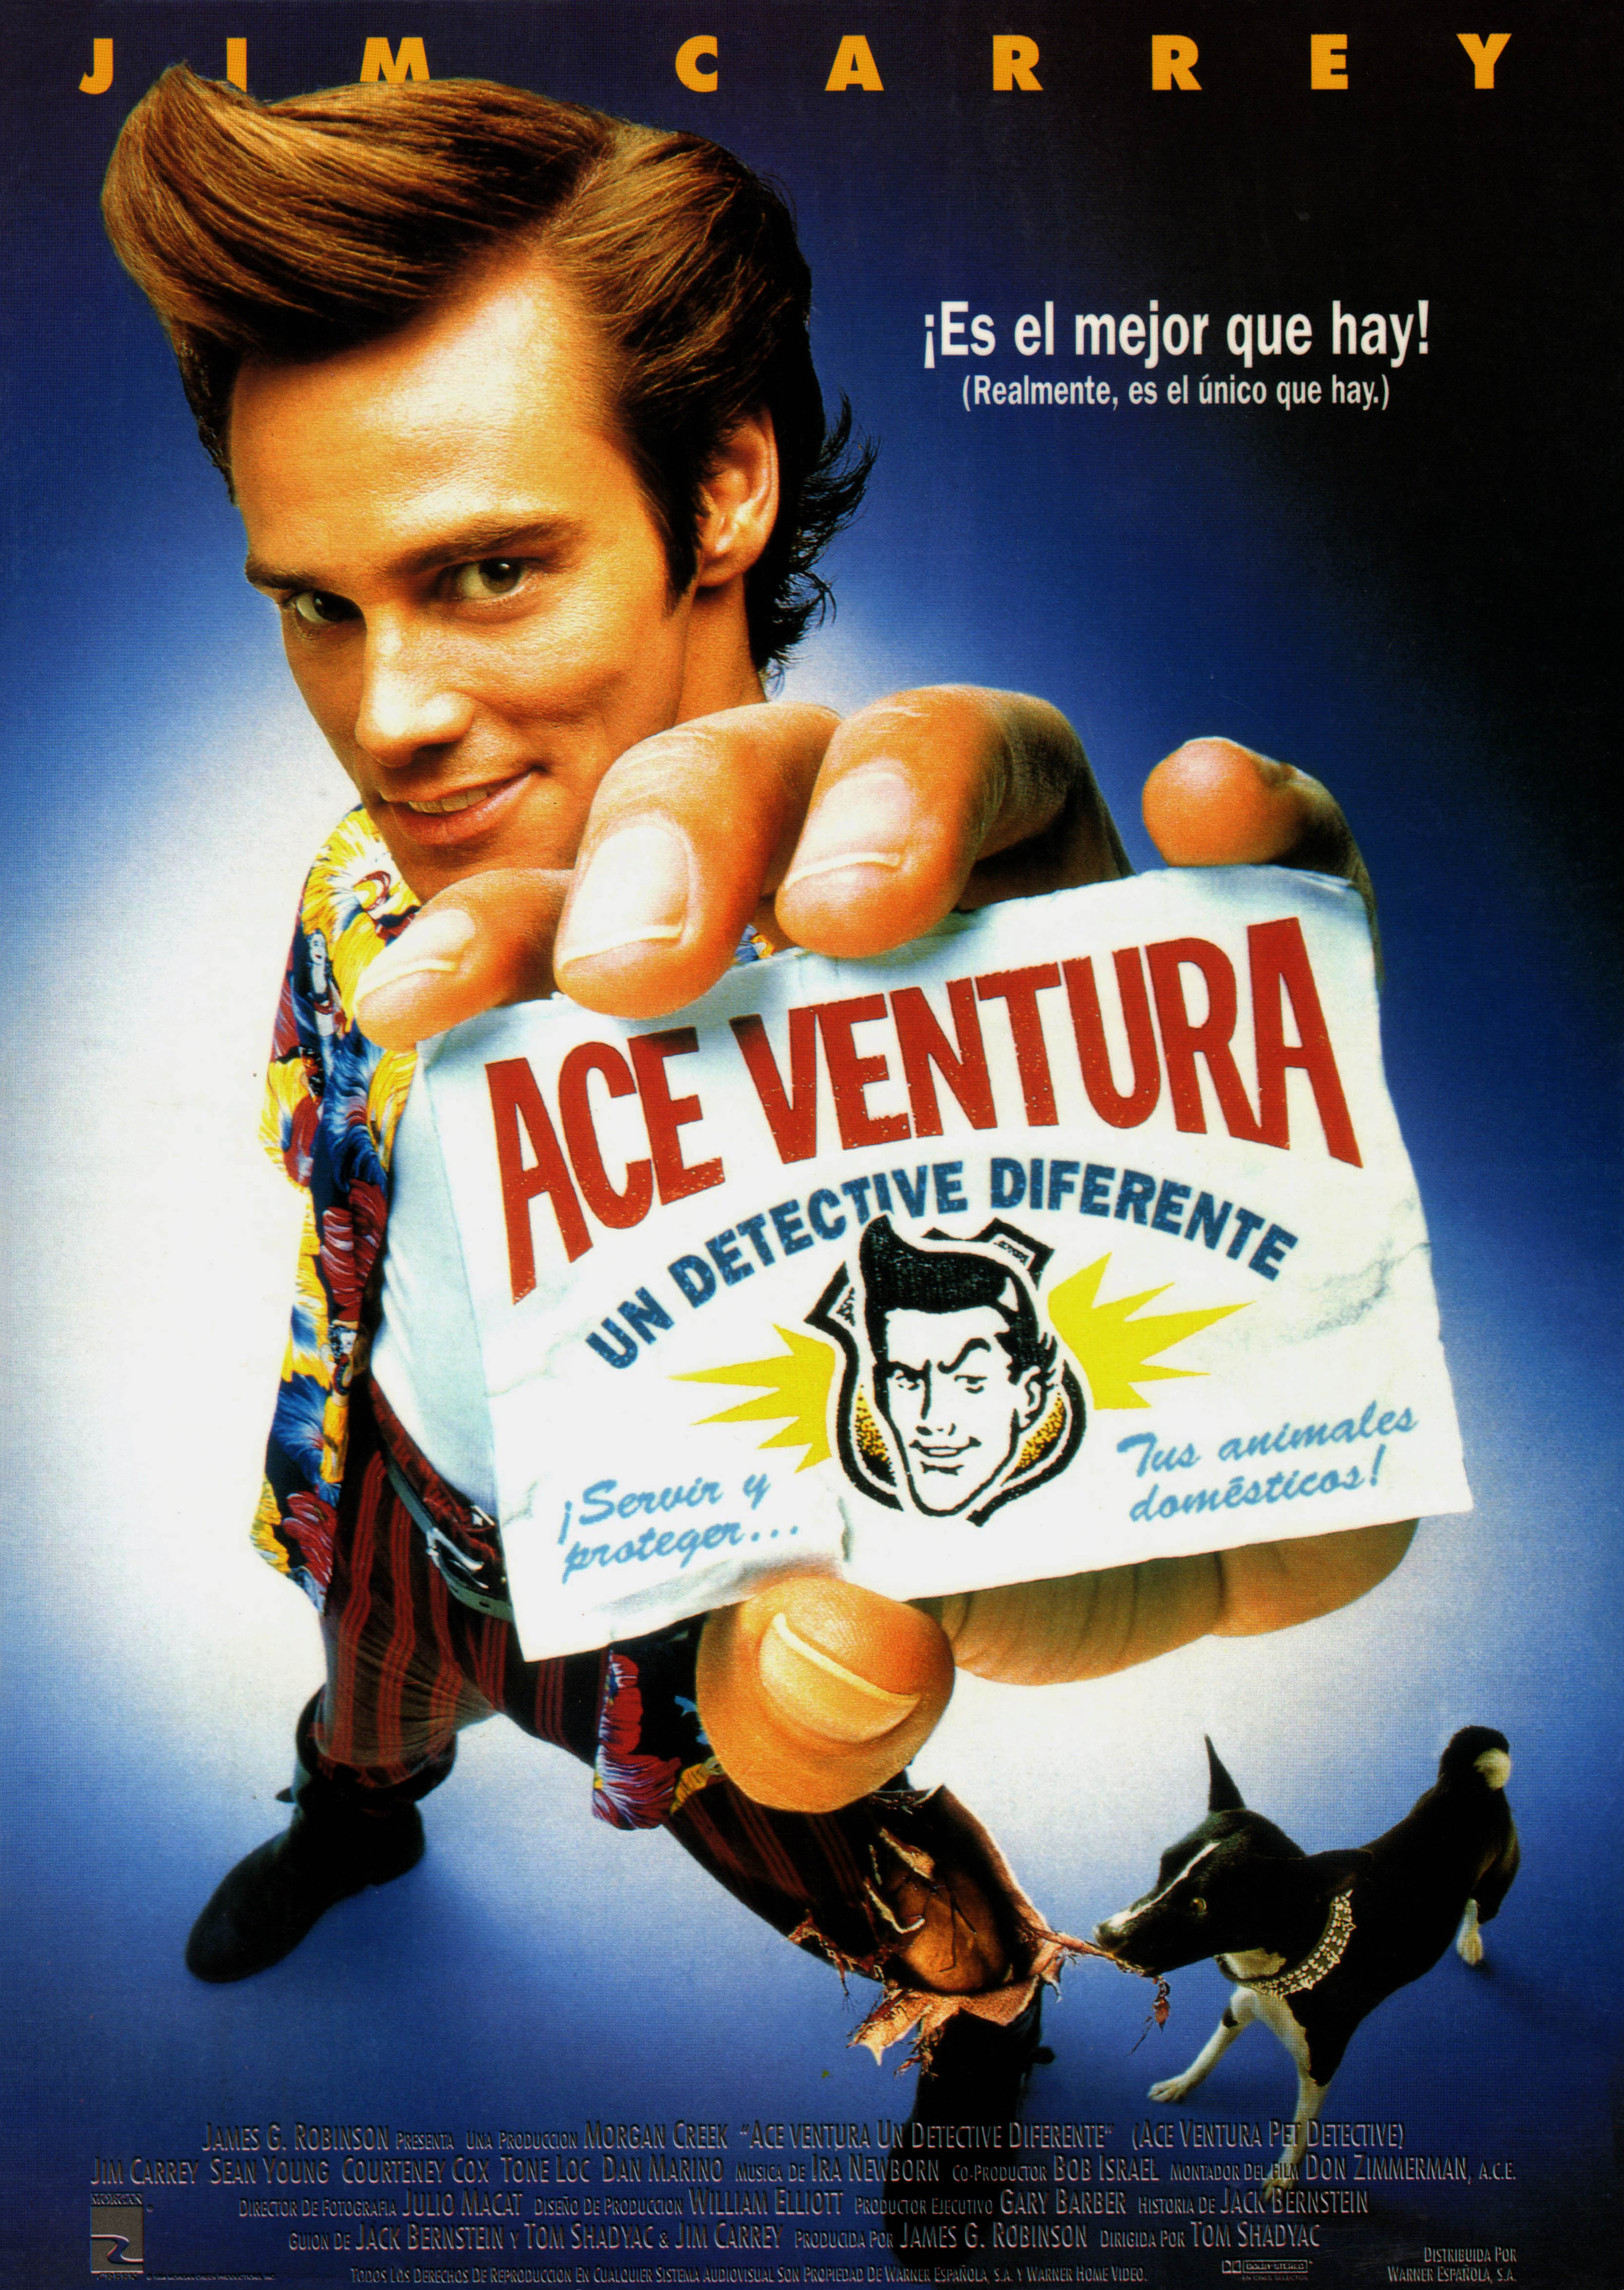 JIM CARREY
¡Es el mejor que hay!
(Realmente, es el único que hay.)
ACE VENTURA
UN DETECTIVE DIFERENTE
¡Servir y
proteger...
Tus animales
domésticos!
JAMES G. ROBINSON PRESENTA UNA PRODUCCION MORGAN CREEK "ACE VENTURA UN DETECTIVE DIFERENTE" (ACE VENTURA PET DETECTIVE)
JIM CARREY SEAN YOUNG COURTENEY COX TONE LOC DAN MARINO MUSICA DE IRA NEWBORN CO-PRODUCTOR BOB ISRAEL MONTADOR DEL FILM DON ZIMMERMAN, A.C.E.
DIRECTOR DE FOTOGRAFIA JULIO MACAT DISEÑO DE PRODUCCION WILLIAM ELLIOTT PRODUCTOR EJECUTIVO GARY BARBER HISTORIA DE JACK BERNSTEIN
GUION DE JACK BERNSTEIN Y TOM SHADYAC & JIM CARREY PRODUCIDA POR JAMES G. ROBINSON DIRIGIDA POR TOM SHADYAC
MORGAN
TODOS LOS DERECHOS DE REPRODUCCION EN CUALQUIER SISTEMA AUDIOVISUAL SON PROPIEDAD DE WARNER ESPAÑOLA, S.A. Y WARNER HOME VIDEO.
DOLBY STEREO
DISTRIBUIDA POR
WARNER ESPAÑOLA, S.A.